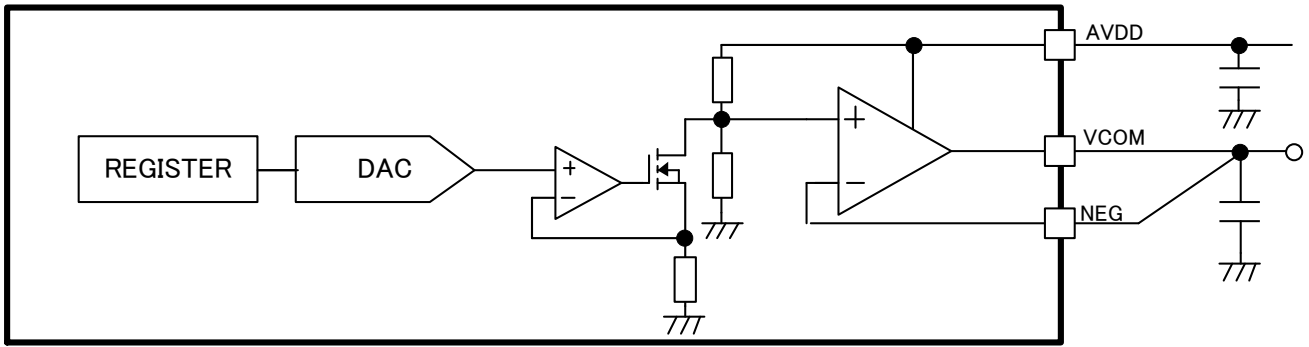 AVDD
REGISTER
DAC
+
−
+
−
VCOM
NEG